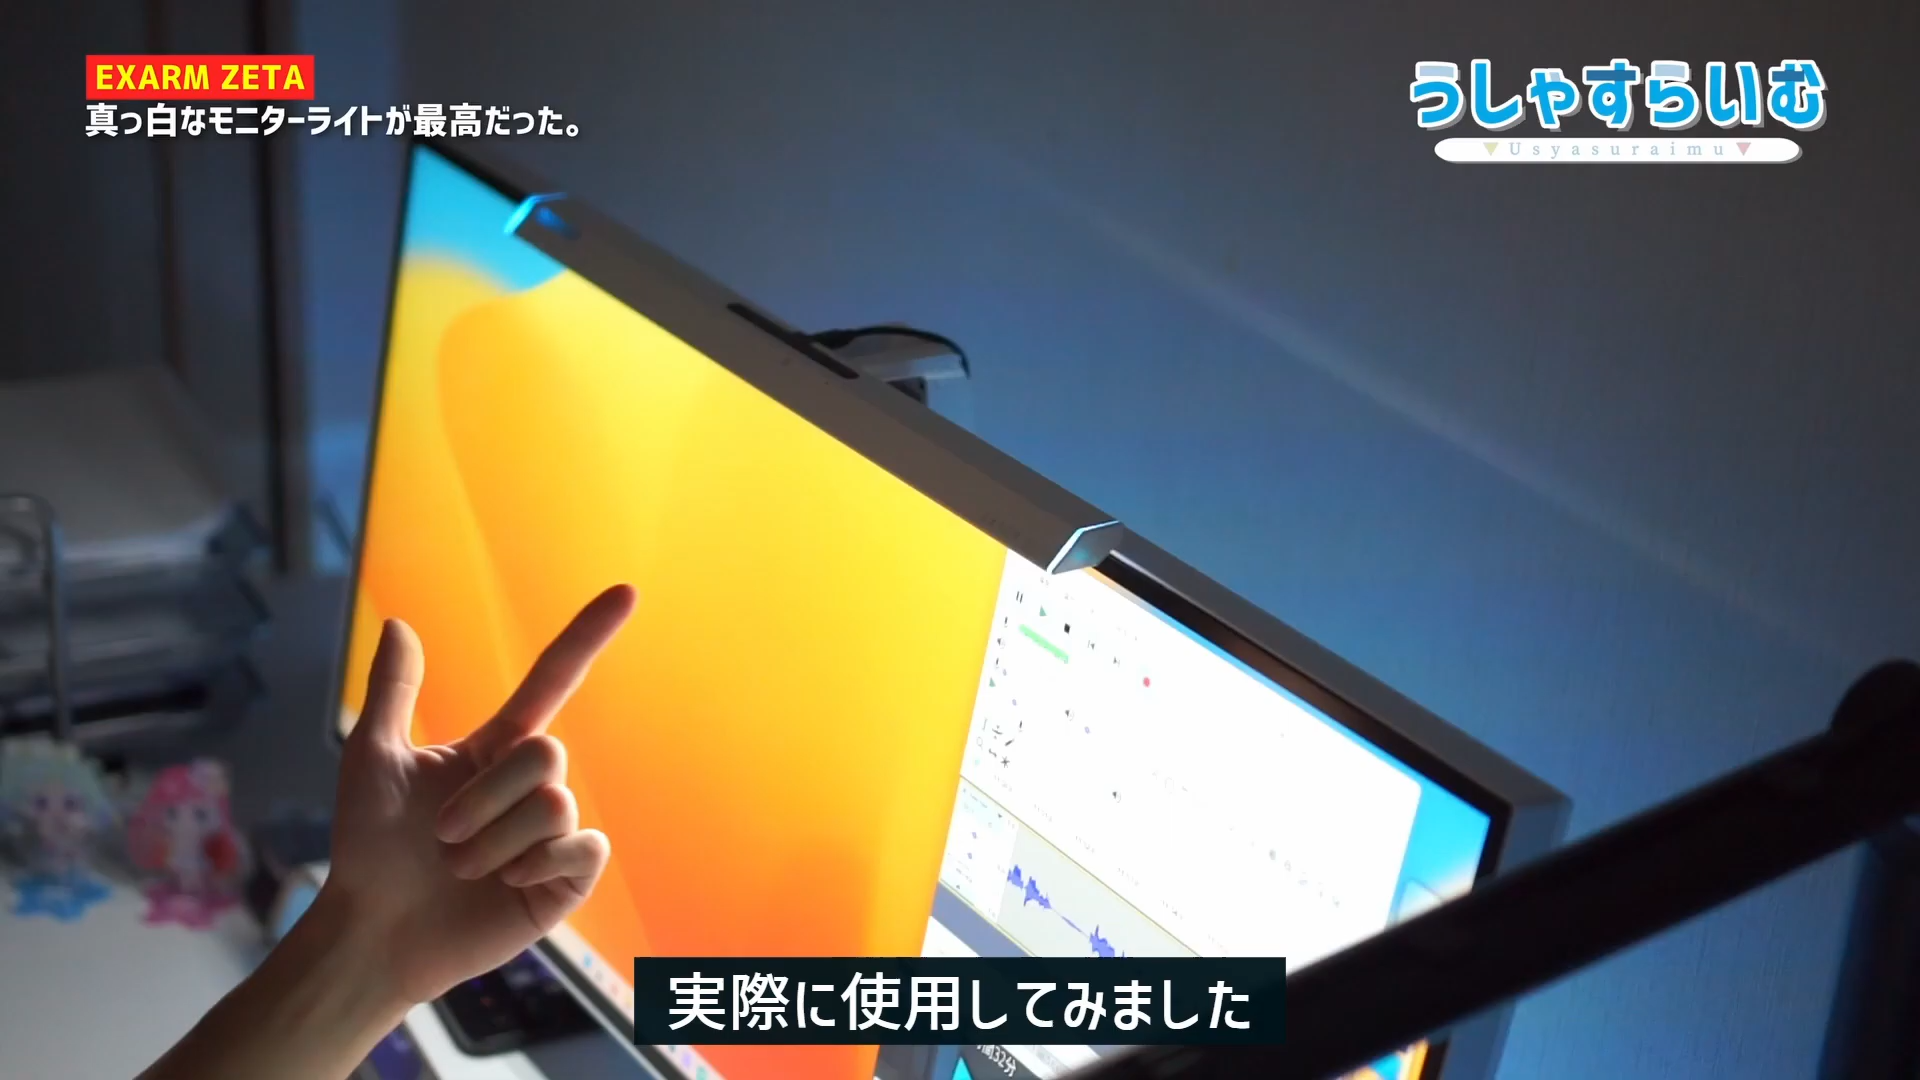 EXARM ZETA
真っ白なモニターライトが最高だった。
うしゃすらいむ
Usyasuraimu
実際に使用してみました